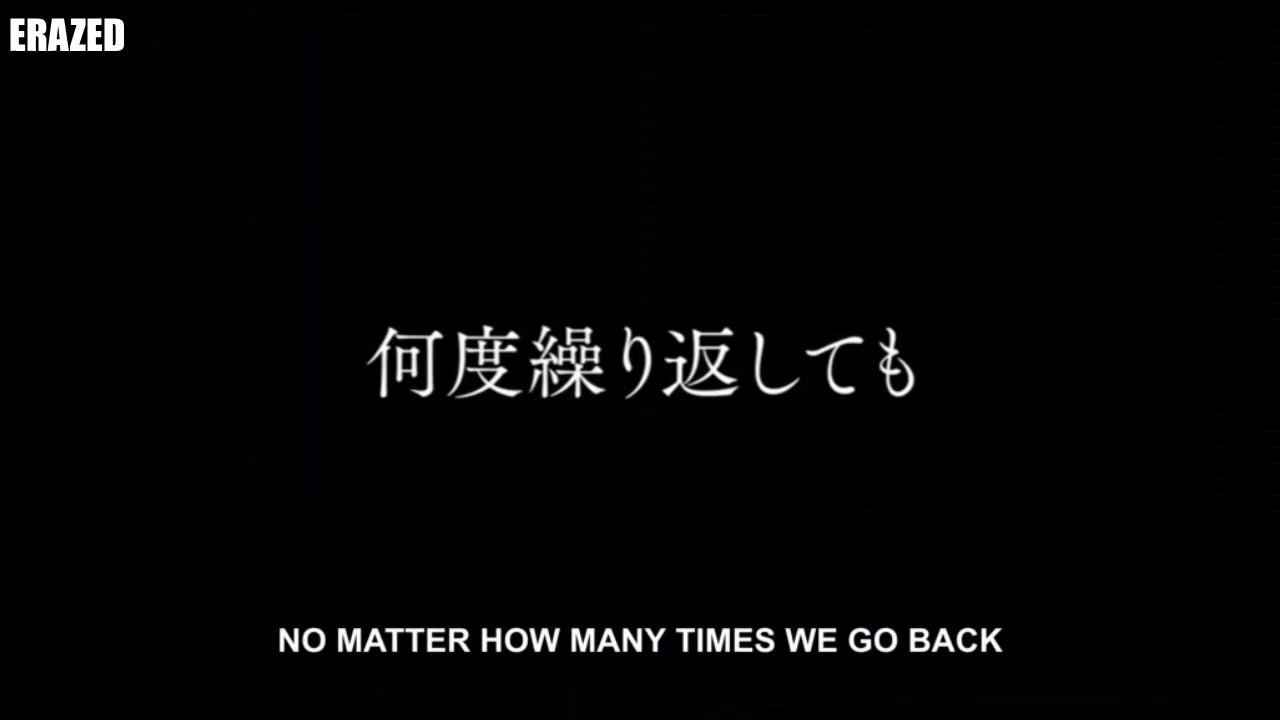 ERAZED
何度繰り返しても
NO MATTER HOW MANY TIMES WE GO BACK